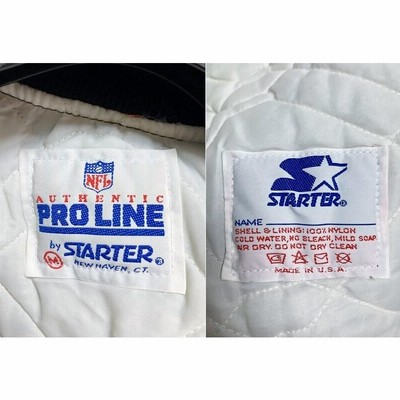 NFL
AUTHENTIC
PRO LINE
by STARTER®
M NEW HAVEN, CT.
STARTER®
NAME
SHELL & LINING: 100% NYLON
COLD WATER, NO BLEACH, MILD SOAP
AIR DRY. DO NOT DRY CLEAN
MADE IN U.S.A.